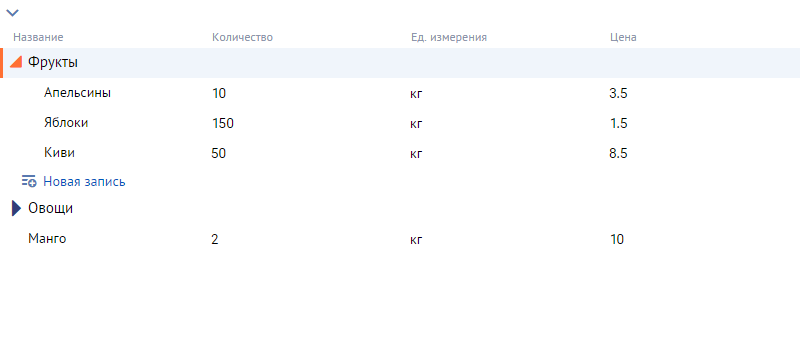 Название Количество Ед. измерения Цена
Фрукты
Апельсины 10 кг 3.5
Яблоки 150 кг 1.5
Киви 50 кг 8.5
Новая запись
Овощи
Манго 2 кг 10